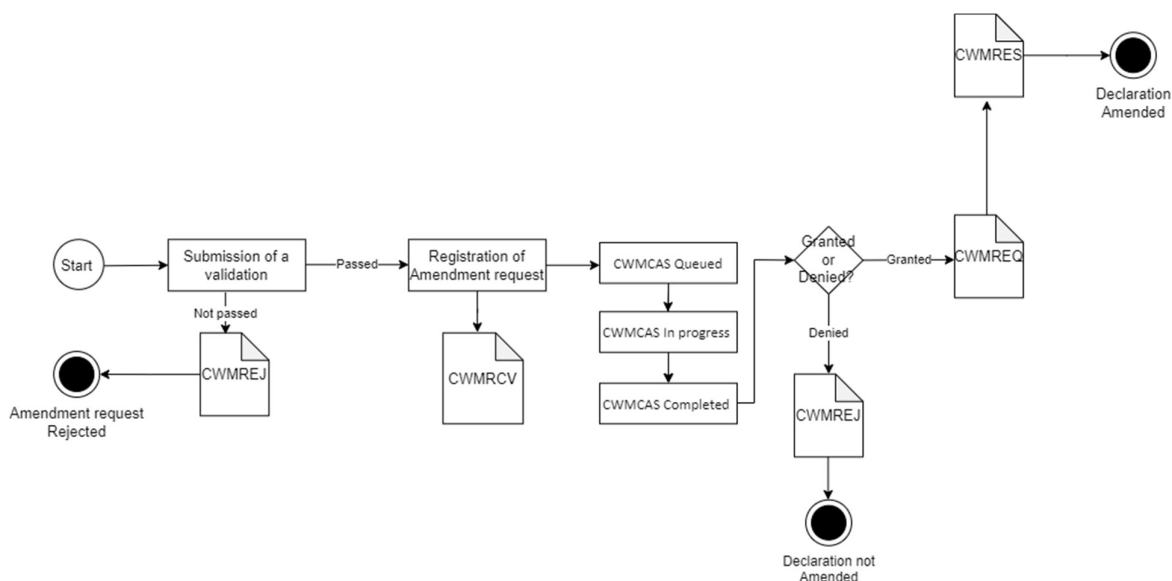 Start
Submission of a
validation
Passed
Not passed
CWMREJ
Amendment request
Rejected
Registration of
Amendment request
CWMRCV
CWMCAS Queued
CWMCAS In progress
CWMCAS Completed
Granted
or
Denied?
Granted
Denied
CWMREJ
Declaration not
Amended
CWMREQ
CWMRES
Declaration
Amended